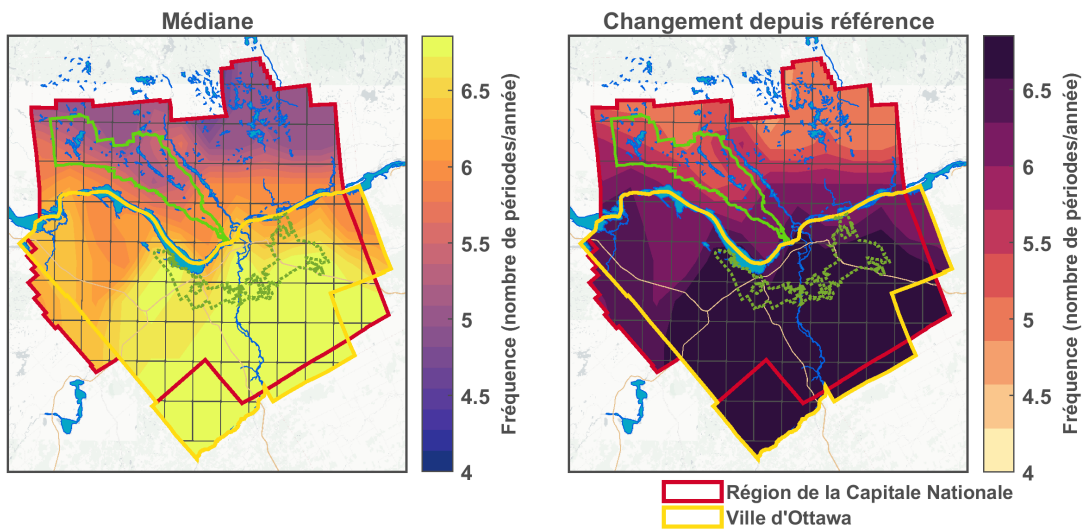 Médiane
Changement depuis référence
6.5
6
5.5
5
4.5
4
Fréquence (nombre de périodes/année)
6.5
6
5.5
5
4.5
4
Fréquence (nombre de périodes/année)
Région de la Capitale Nationale
Ville d'Ottawa